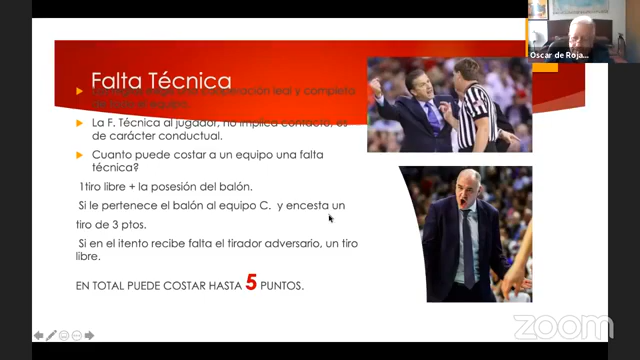 Oscar de Roja...
Falta Técnica
leal y completa
La F. Técnica al jugador, no implica contacto, es
de carácter conductual.
Cuanto puede costar a un equipo una falta
técnica?
1tiro libre + la posesión del balón.
Si le pertenece el balón al equipo C. y encesta un
tiro de 3 ptos.
Si en el itento recibe falta el tirador adversario, un tiro
libre.
EN TOTAL PUEDE COSTAR HASTA 5 PUNTOS.
zoom